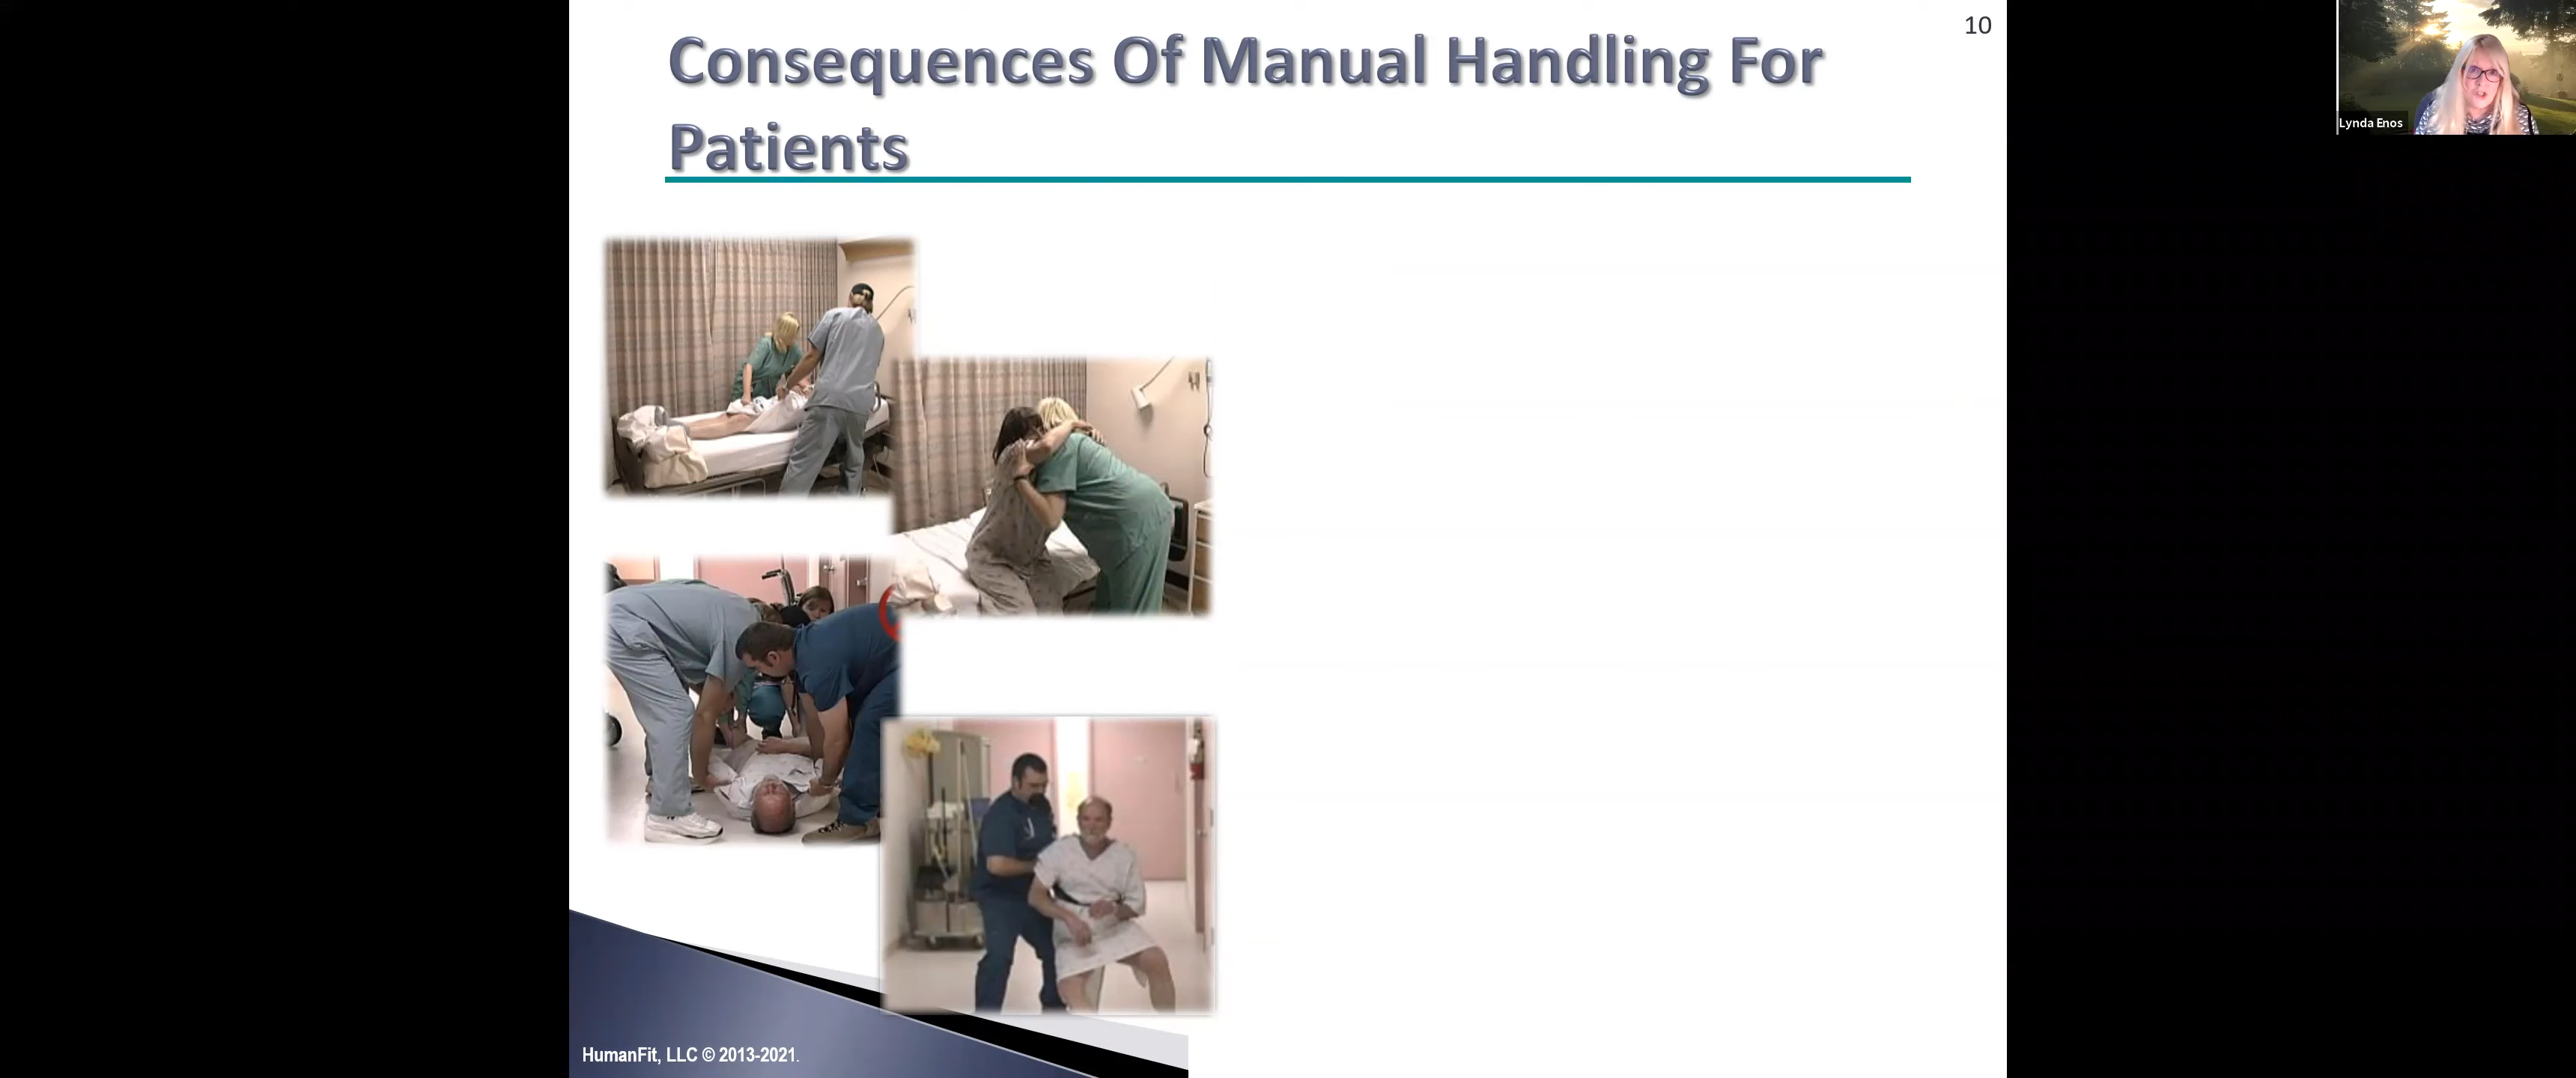 10
Consequences Of Manual Handling For
Patients
Lynda Enos
HumanFit, LLC © 2013-2021.